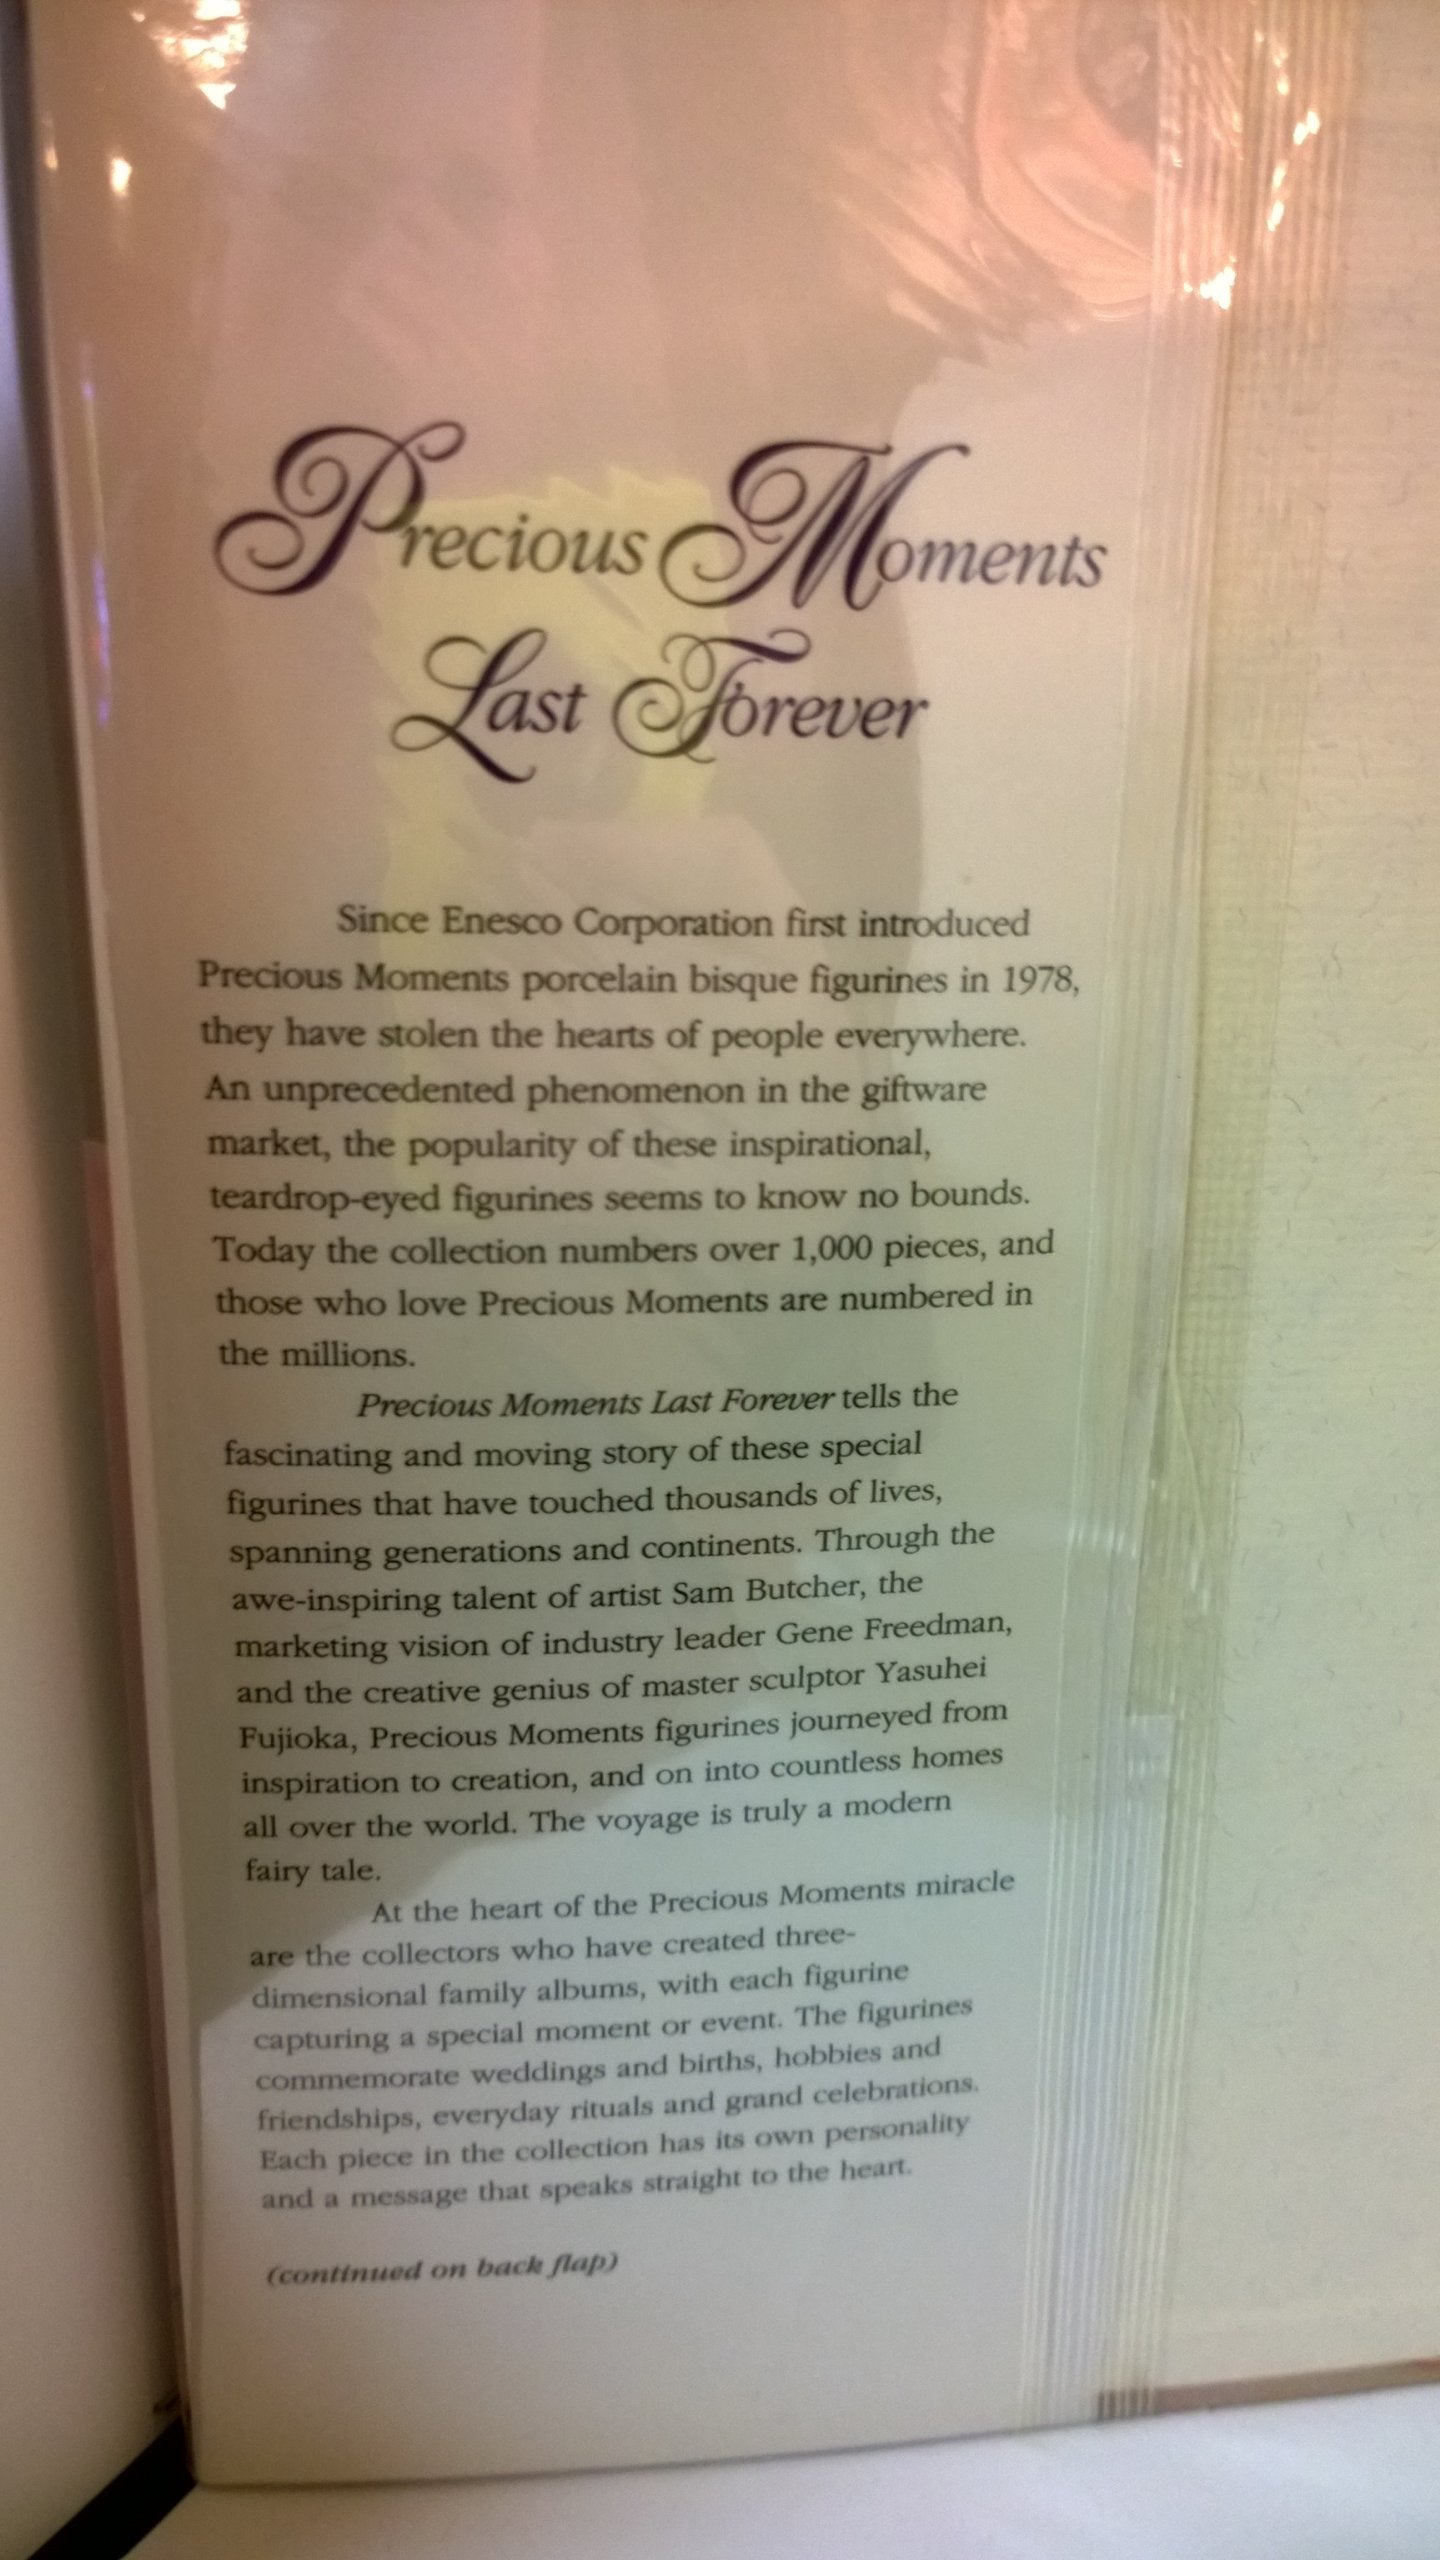 Precious Moments
Last Forever
Since Enesco Corporation first introduced
Precious Moments porcelain bisque figurines in 1978,
they have stolen the hearts of people everywhere.
An unprecedented phenomenon in the giftware
market, the popularity of these inspirational,
teardrop-eyed figurines seems to know no bounds.
Today the collection numbers over 1,000 pieces, and
those who love Precious Moments are numbered in
the millions.
Precious Moments Last Forever tells the
fascinating and moving story of these special
figurines that have touched thousands of lives,
spanning generations and continents. Through the
awe-inspiring talent of artist Sam Butcher, the
marketing vision of industry leader Gene Freedman,
and the creative genius of master sculptor Yasuhei
Fujioka, Precious Moments figurines journeyed from
inspiration to creation, and on into countless homes
all over the world. The voyage is truly a modern
fairy tale.
At the heart of the Precious Moments miracle
are the collectors who have created three-
dimensional family albums, with each figurine
capturing a special moment or event. The figurines
commemorate weddings and births, hobbies and
friendships, everyday rituals and grand celebrations.
Each piece in the collection has its own personality
and a message that speaks straight to the heart.
(continued on back flap)